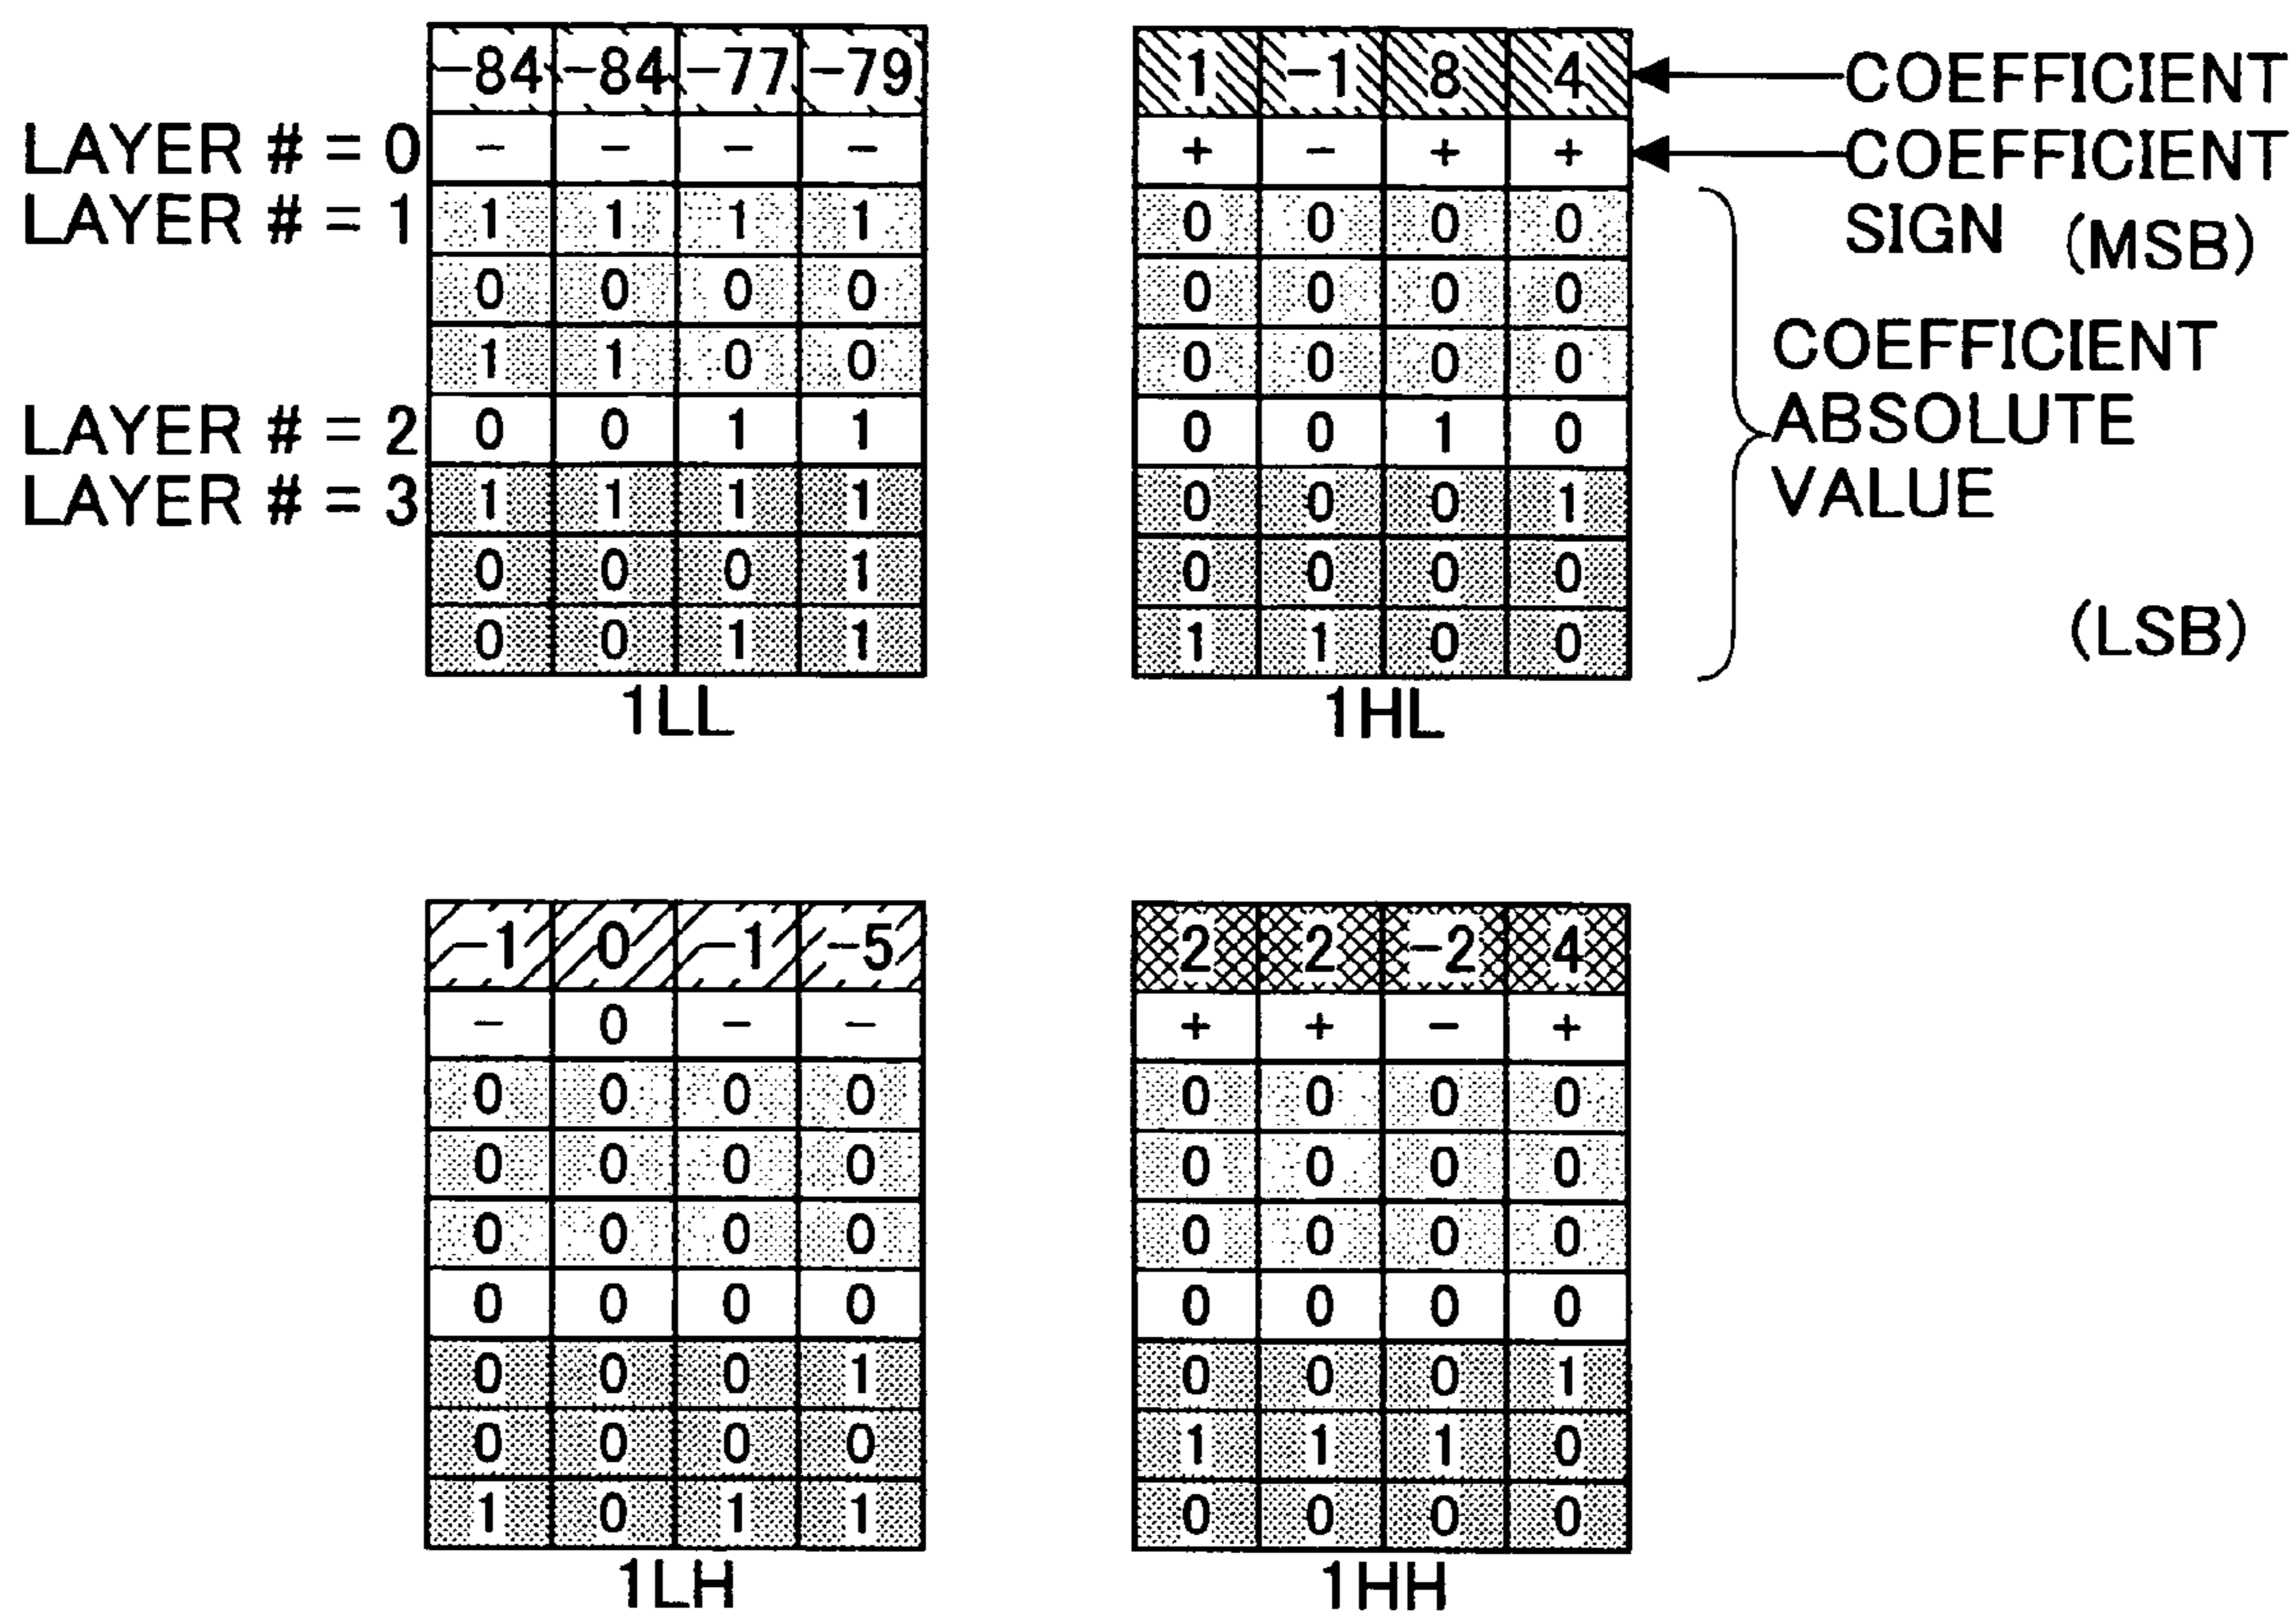 -84 -84 -77 -79
LAYER # = 0 - - - -
LAYER # = 1 1 1 1 1
0 0 0 0
1 1 0 0
LAYER # = 2 0 0 1 1
LAYER # = 3 1 1 1 1
0 0 0 1
0 0 1 1
1LL
1 -1 8 4
+ - + +
0 0 0 0
0 0 0 0
0 0 0 0
0 0 1 0
0 0 0 1
0 0 0 0
1 1 0 0
1HL
COEFFICIENT
COEFFICIENT
SIGN (MSB)
COEFFICIENT
ABSOLUTE
VALUE
(LSB)
-1 0 -1 -5
- 0 - -
0 0 0 0
0 0 0 0
0 0 0 0
0 0 0 0
0 0 0 1
0 0 0 0
1 0 1 1
1LH
2 2 -2 4
+ + - +
0 0 0 0
0 0 0 0
0 0 0 0
0 0 0 0
0 0 0 1
1 1 1 0
0 0 0 0
1HH